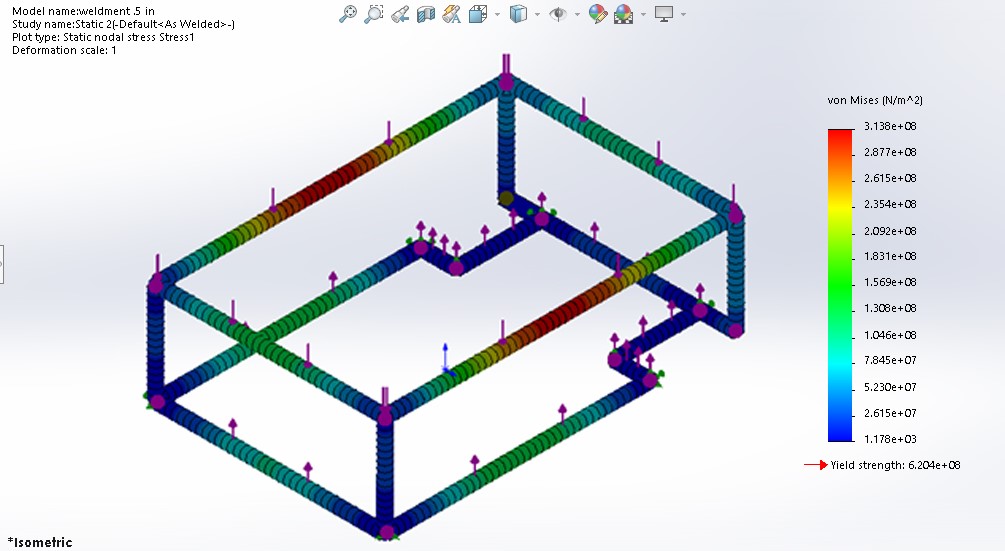 Model name:weldment .5 in
Study name:Static 2(-Default<As Welded>-)
Plot type: Static nodal stress Stress1
Deformation scale: 1
von Mises (N/m^2)
3.138e+08
2.877e+08
2.615e+08
2.354e+08
2.092e+08
1.831e+08
1.569e+08
1.308e+08
1.046e+08
7.845e+07
5.230e+07
2.615e+07
1.178e+03
Yield strength: 6.204e+08
*Isometric